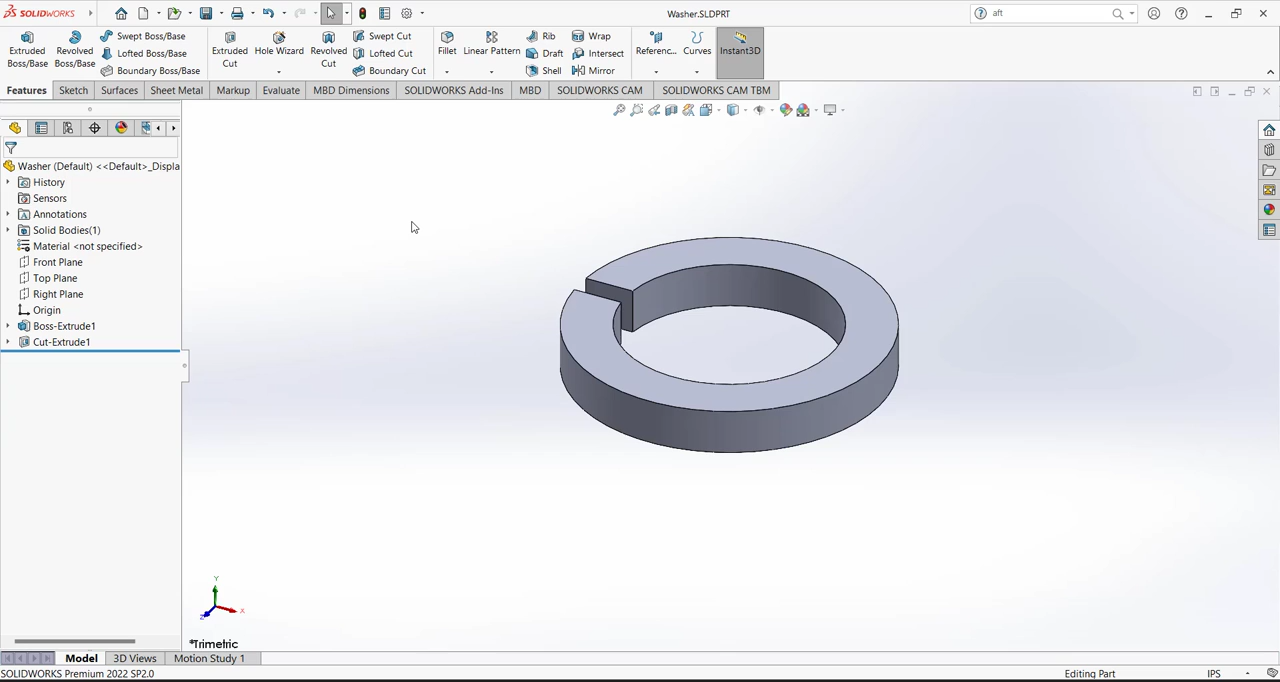 SOLIDWORKS
Washer.SLDPRT
aft
Extruded Boss/Base
Revolved Boss/Base
Swept Boss/Base
Lofted Boss/Base
Boundary Boss/Base
Extruded Cut
Hole Wizard
Revolved Cut
Swept Cut
Lofted Cut
Boundary Cut
Fillet
Linear Pattern
Rib
Draft
Shell
Wrap
Intersect
Mirror
Referenc...
Curves
Instant3D
Features
Sketch
Surfaces
Sheet Metal
Markup
Evaluate
MBD Dimensions
SOLIDWORKS Add-Ins
MBD
SOLIDWORKS CAM
SOLIDWORKS CAM TBM
Washer (Default) <<Default>_Displa
History
Sensors
Annotations
Solid Bodies(1)
Material <not specified>
Front Plane
Top Plane
Right Plane
Origin
Boss-Extrude1
Cut-Extrude1
Y
X
Z
*Trimetric
Model
3D Views
Motion Study 1
SOLIDWORKS Premium 2022 SP2.0
Editing Part
IPS